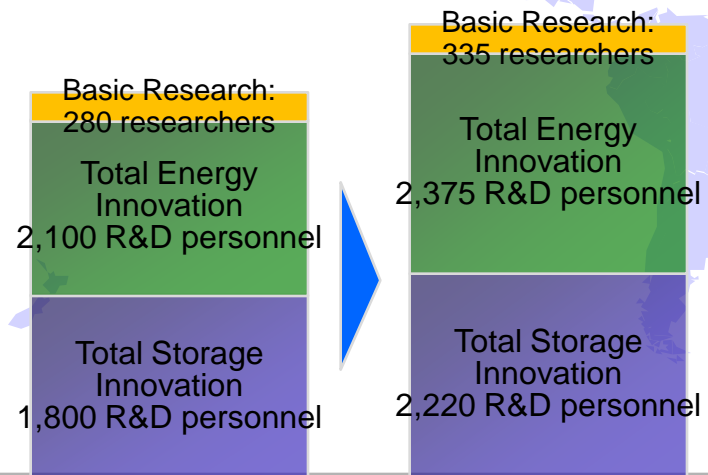 Basic Research:
280 researchers
Total Energy
Innovation
2,100 R&D personnel
Total Storage
Innovation
1,800 R&D personnel
Basic Research:
335 researchers
Total Energy
Innovation
2,375 R&D personnel
Total Storage
Innovation
2,220 R&D personnel